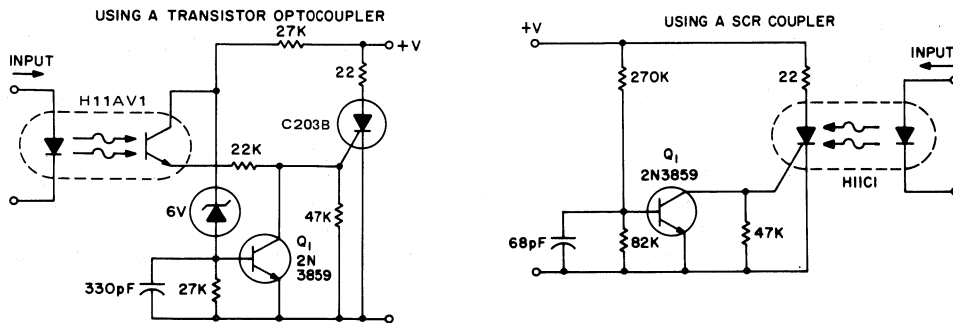 USING A TRANSISTOR OPTOCOUPLER
27K
+V
INPUT
22
H11AV1
C203B
22K
6V
47K
Q1
2N
3859
330pF
27K
USING A SCR COUPLER
+V
INPUT
270K
22
Q1
2N3859
H11C1
68pF
82K
47K